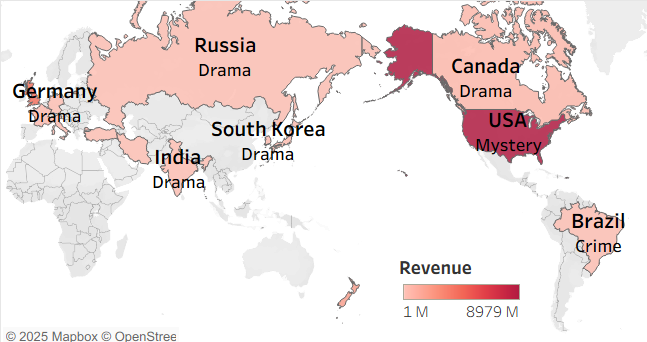 Russia
Drama
Canada
Drama
Germany
Drama
USA
Mystery
South Korea
Drama
India
Drama
Brazil
Crime
Revenue
1 M 8979 M
© 2025 Mapbox © OpenStree